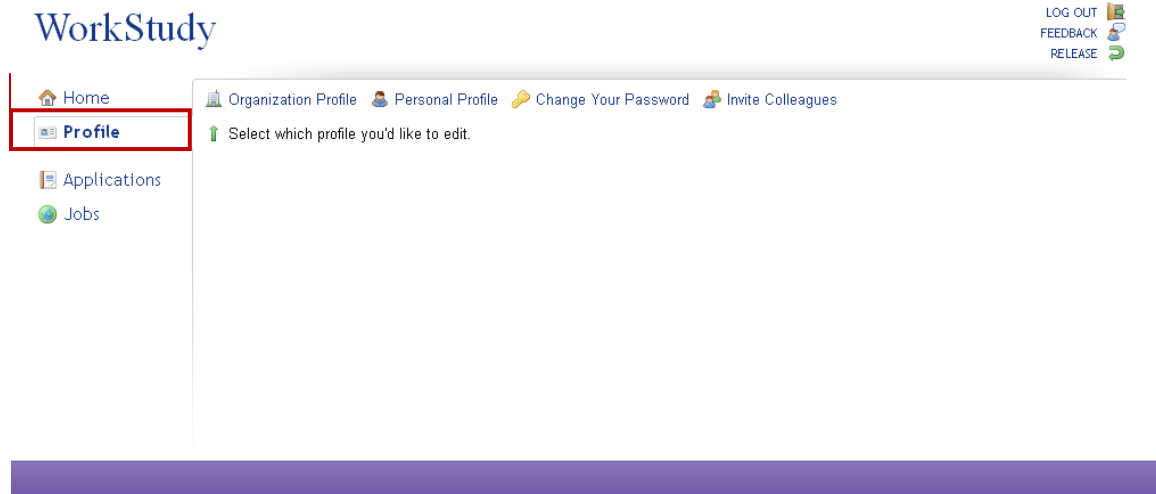 WorkStudy
LOG OUT
FEEDBACK
RELEASE
Home
Profile
Applications
Jobs
Organization Profile Personal Profile Change Your Password Invite Colleagues
Select which profile you'd like to edit.